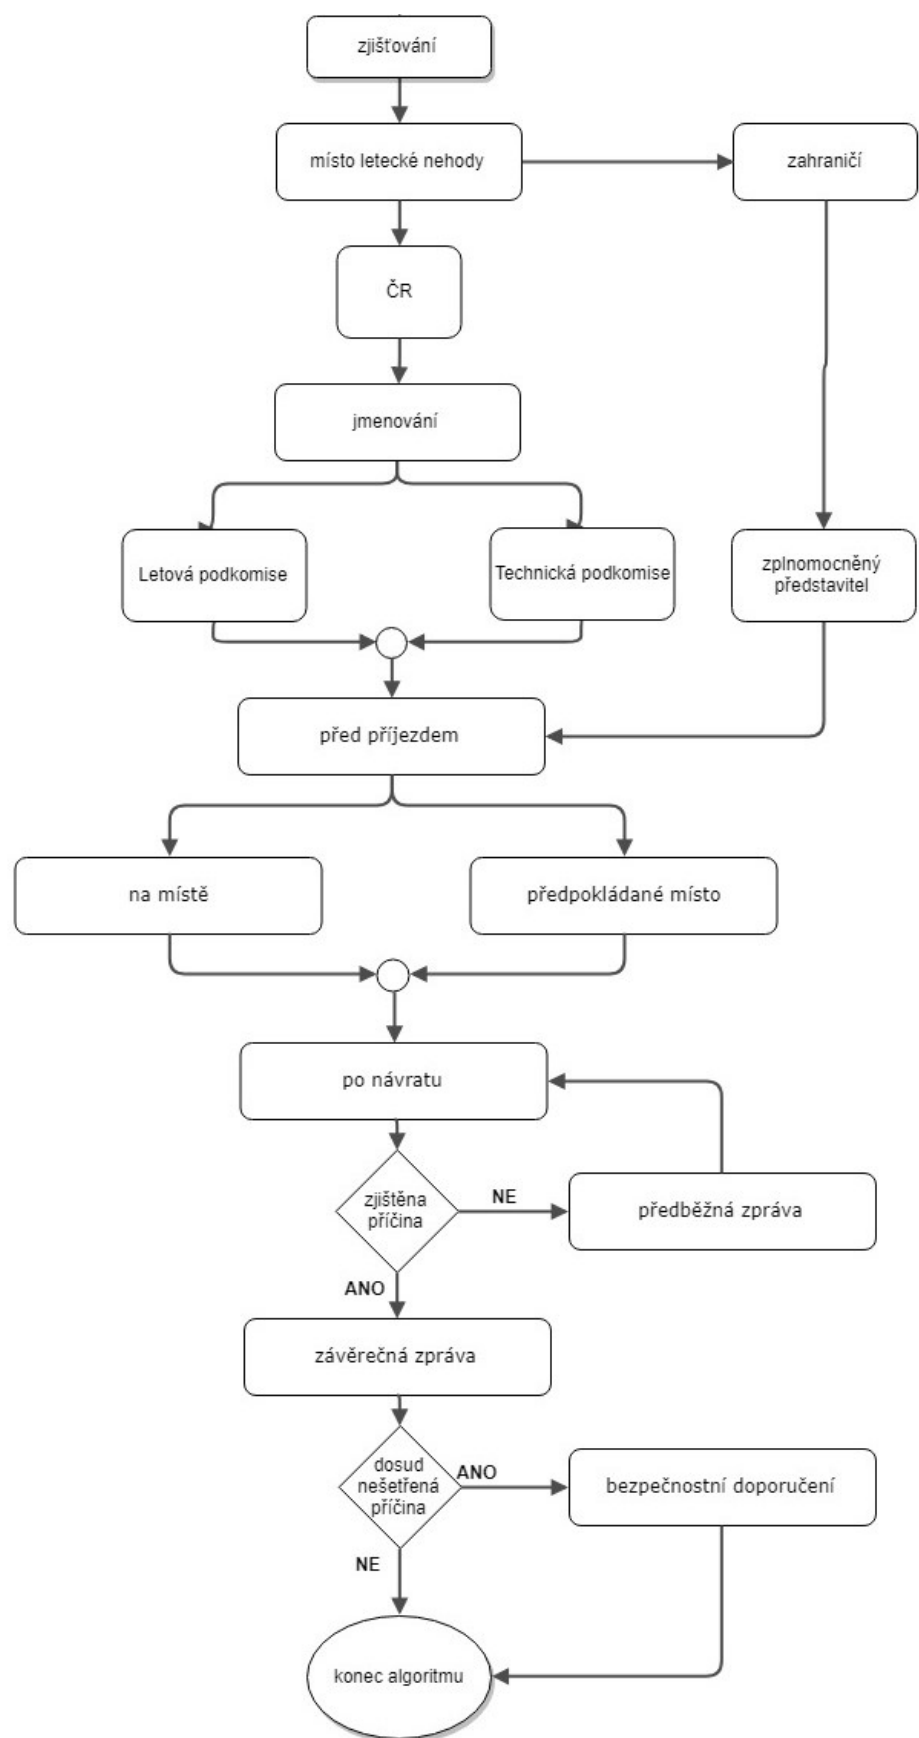 zjišťování
místo letecké nehody
zahraničí
ČR
jmenování
Letová podkomise
Technická podkomise
zplnomocněný
představitel
před příjezdem
na místě
předpokládané místo
po návratu
zjištěna
příčina
NE
předběžná zpráva
ANO
závěrečná zpráva
dosud
nešetřená
příčina
ANO
bezpečnostní doporučení
NE
konec algoritmu